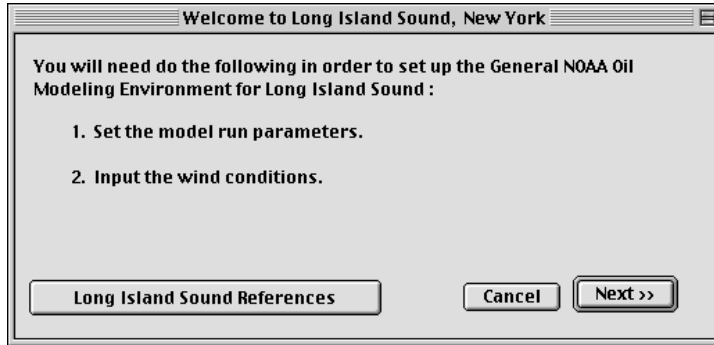 Welcome to Long Island Sound, New York
You will need do the following in order to set up the General NOAA Oil
Modeling Environment for Long Island Sound :
1. Set the model run parameters.
2. Input the wind conditions.
Long Island Sound References
Cancel
Next >>